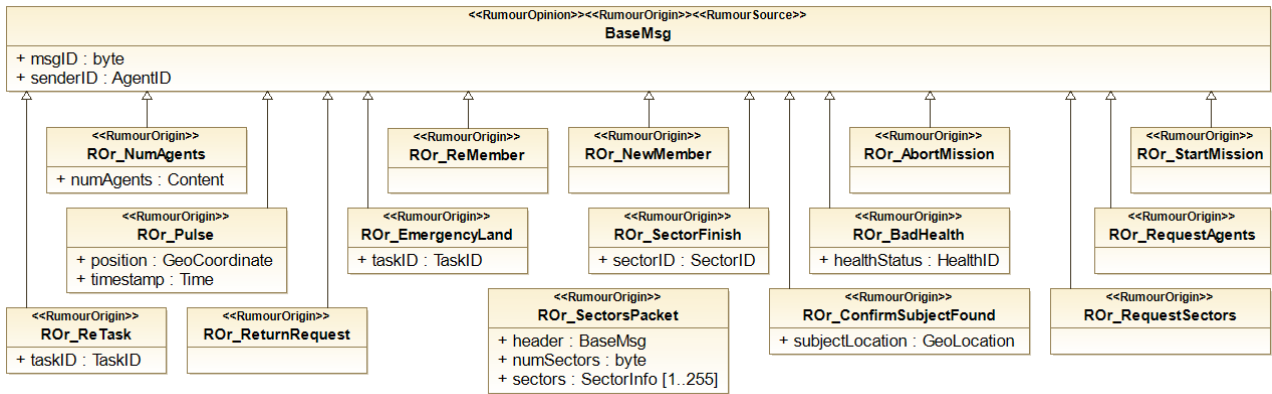 <<RumourOpinion>><<RumourOrigin>><<RumourSource>>
BaseMsg
+ msgID : byte
+ senderID : AgentID
<<RumourOrigin>>
ROr_NumAgents
+ numAgents : Content
<<RumourOrigin>>
ROr_ReMember
<<RumourOrigin>>
ROr_NewMember
<<RumourOrigin>>
ROr_AbortMission
<<RumourOrigin>>
ROr_StartMission
<<RumourOrigin>>
ROr_Pulse
+ position : GeoCoordinate
+ timestamp : Time
<<RumourOrigin>>
ROr_EmergencyLand
+ taskID : TaskID
<<RumourOrigin>>
ROr_SectorFinish
+ sectorID : SectorID
<<RumourOrigin>>
ROr_BadHealth
+ healthStatus : HealthID
<<RumourOrigin>>
ROr_RequestAgents
<<RumourOrigin>>
ROr_ReTask
+ taskID : TaskID
<<RumourOrigin>>
ROr_ReturnRequest
<<RumourOrigin>>
ROr_SectorsPacket
+ header : BaseMsg
+ numSectors : byte
+ sectors : SectorInfo [1..255]
<<RumourOrigin>>
ROr_ConfirmSubjectFound
+ subjectLocation : GeoLocation
<<RumourOrigin>>
ROr_RequestSectors